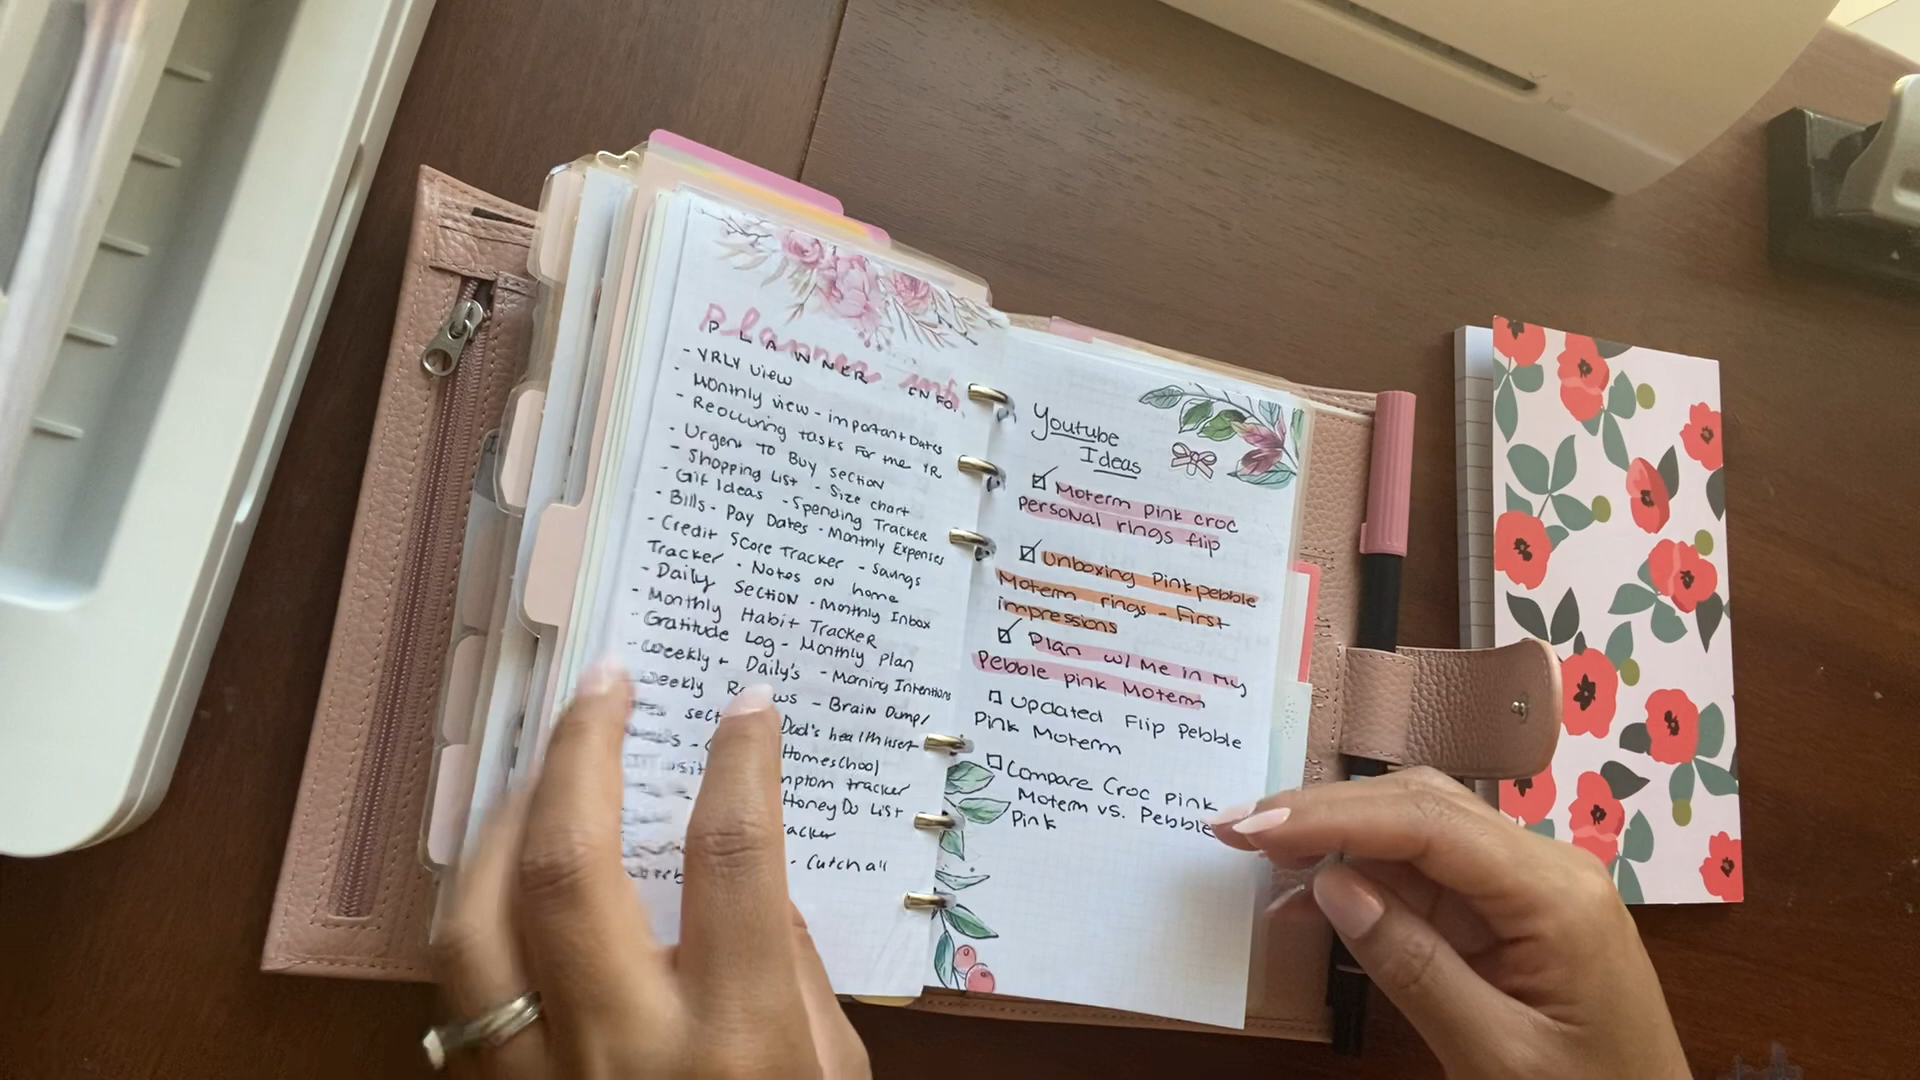 planner inf
PLANNER INFO.
- YRLY view
- Monthly view - important Dates
- Reoccuring tasks For the YR
- Urgent To Buy section
- Shopping List - Size chart
- Gift Ideas - Spending Tracker
- Bills - Pay Dates - Monthly Expenses
- Credit Score Tracker - Savings
Tracker - Notes on home
- Daily Section - Monthly Inbox
- Monthly Habit Tracker
- Gratitude Log - Monthly Plan
- Weekly + Daily's - Morning Intentions
Weekly - Brain Dump/
sect Dad's health
Homeschool
tracker
Honey Do List
- Catch all
Youtube
Ideas
☑ Moterm pink croc
personal rings flip
☑ Unboxing Pink pebble
Moterm rings - First
impressions
☑ Plan w/ Me in my
Pebble pink Moterm
☐ Updated Flip Pebble
Pink Moterm
☐ Compare Croc Pink
Moterm vs. Pebble
Pink